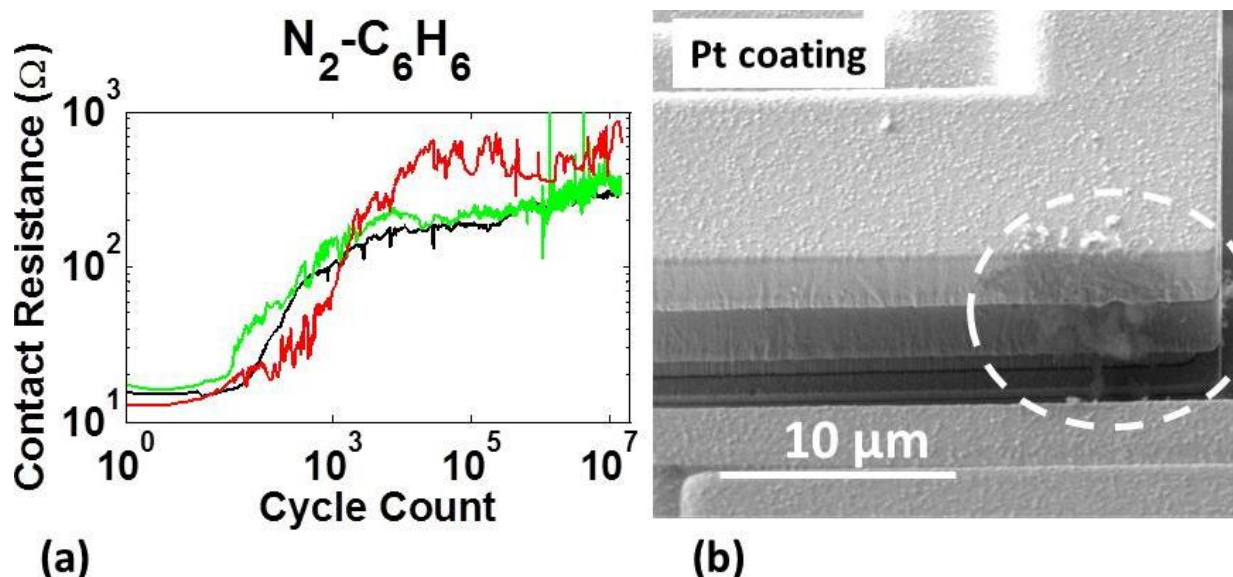 N₂-C₆H₆
Contact Resistance (Ω)
10³
10²
10¹
10⁰
10³
10⁵
10⁷
Cycle Count
(a)
Pt coating
10 μm
(b)